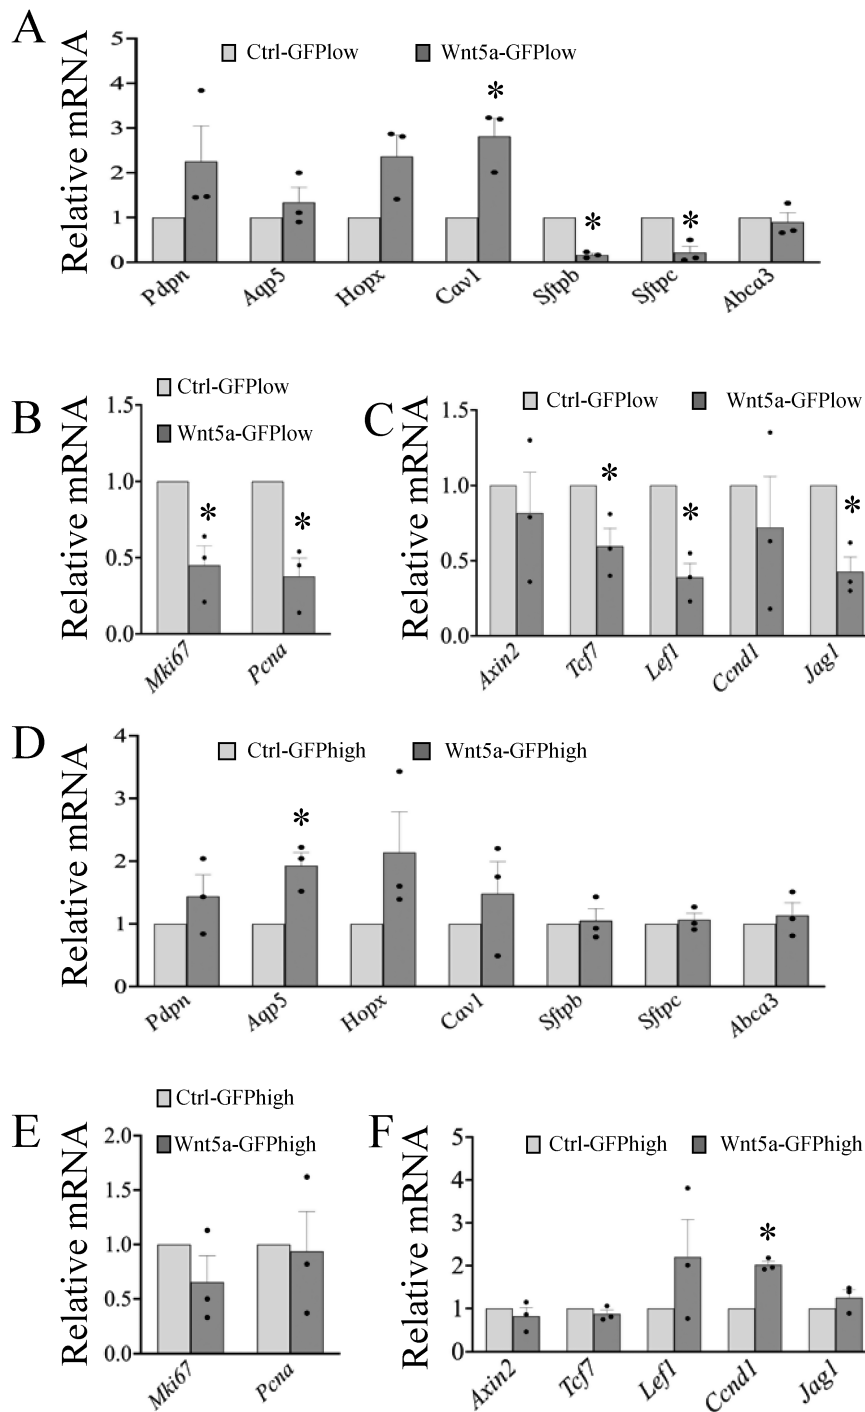 A
Relative mRNA
5
4
3
2
1
0
Ctrl-GFPlow
Wnt5a-GFPlow
*
*
*
Pdpn
Aqp5
Hopx
Cav1
Sftpb
Sftpc
Abca3
B
Relative mRNA
Ctrl-GFPlow
Wnt5a-GFPlow
1.5
1.0
0.5
0.0
*
*
Mki67
Pcna
C
Relative mRNA
Ctrl-GFPlow
Wnt5a-GFPlow
1.5
1.0
0.5
0.0
*
*
*
Axin2
Tcf7
Lef1
Ccnd1
Jag1
D
Relative mRNA
4
3
2
1
0
Ctrl-GFPhigh
Wnt5a-GFPhigh
*
Pdpn
Aqp5
Hopx
Cav1
Sftpb
Sftpc
Abca3
E
Relative mRNA
Ctrl-GFPhigh
Wnt5a-GFPhigh
2.0
1.5
1.0
0.5
0.0
Mki67
Pcna
F
Relative mRNA
5
4
3
2
1
0
Ctrl-GFPhigh
Wnt5a-GFPhigh
*
Axin2
Tcf7
Lef1
Ccnd1
Jag1